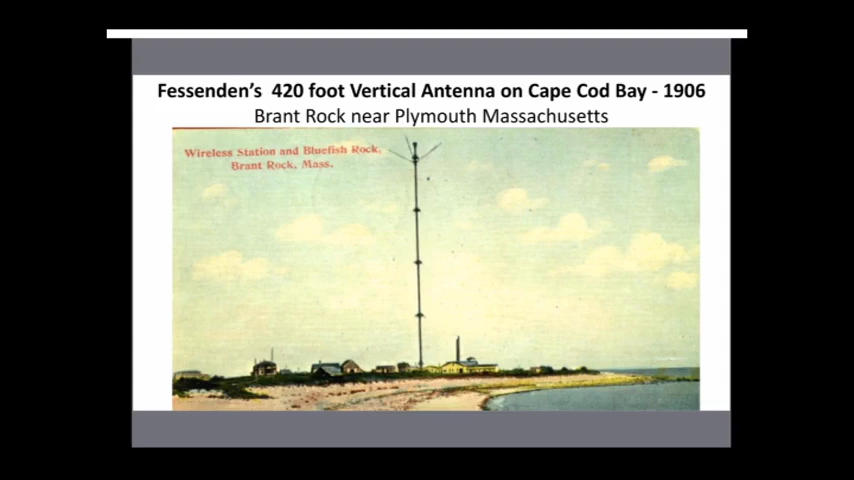 Fessenden's  420 foot Vertical Antenna on Cape Cod Bay - 1906
Brant Rock near Plymouth Massachusetts
Wireless Station and Bluefish Rock,
Brant Rock, Mass.